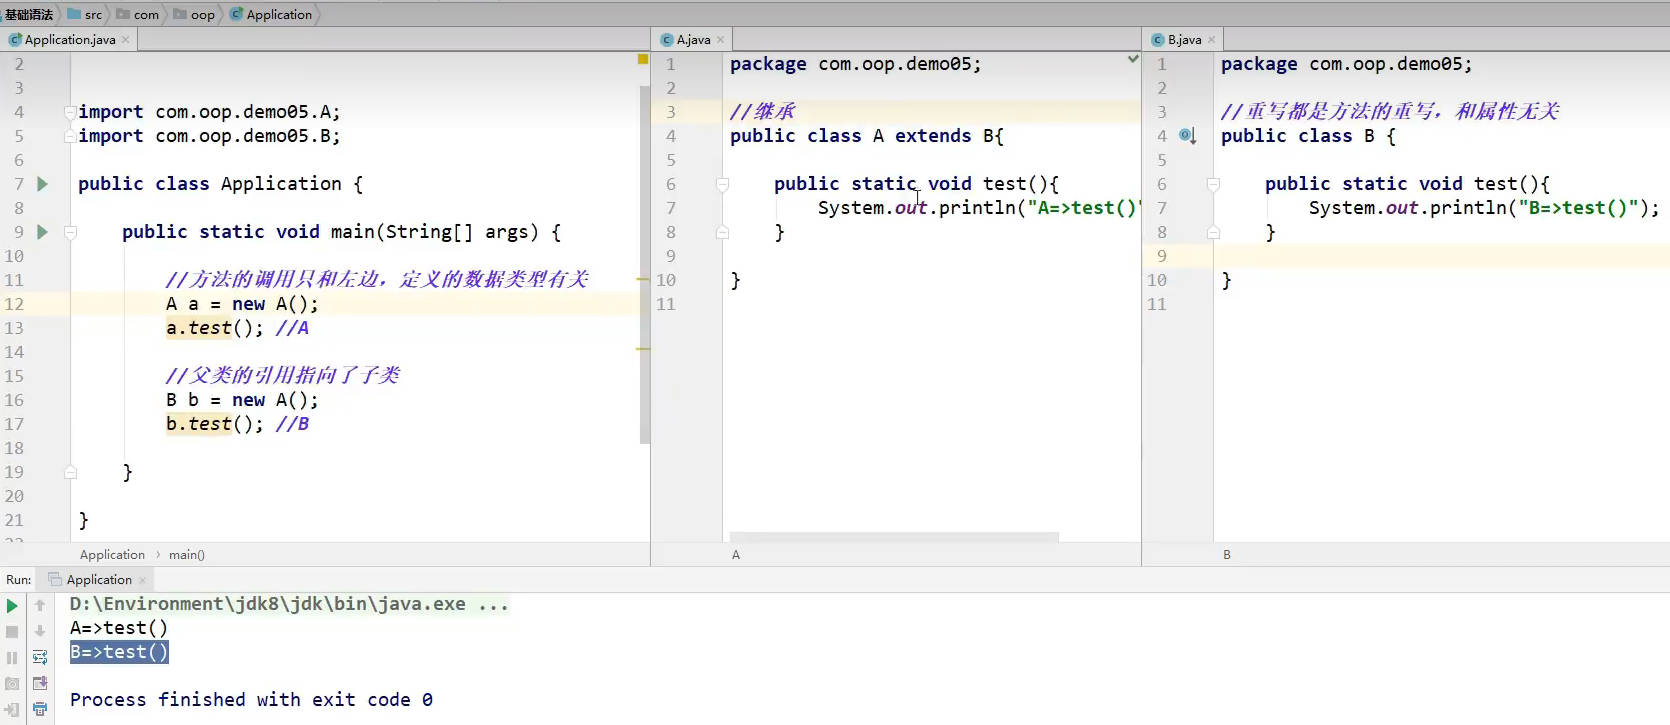 基础语法 src com oop Application
Application.java
2
3
4 import com.oop.demo05.A;
5 import com.oop.demo05.B;
6
7 public class Application {
8
9 public static void main(String[] args) {
10
11 //方法的调用只和左边，定义的数据类型有关
12 A a = new A();
13 a.test(); //A
14
15 //父类的引用指向了子类
16 B b = new A();
17 b.test(); //B
18
19 }
20
21 }
Application › main()
A.java
1 package com.oop.demo05;
2
3 //继承
4 public class A extends B{
5
6 public static void test(){
7 System.out.println("A=>test()"
8 }
9
10 }
11
A
B.java
1 package com.oop.demo05;
2
3 //重写都是方法的重写，和属性无关
4 public class B {
5
6 public static void test(){
7 System.out.println("B=>test()");
8 }
9
10 }
11
B
Run: Application
D:\Environment\jdk8\jdk\bin\java.exe ...
A=>test()
B=>test()
Process finished with exit code 0